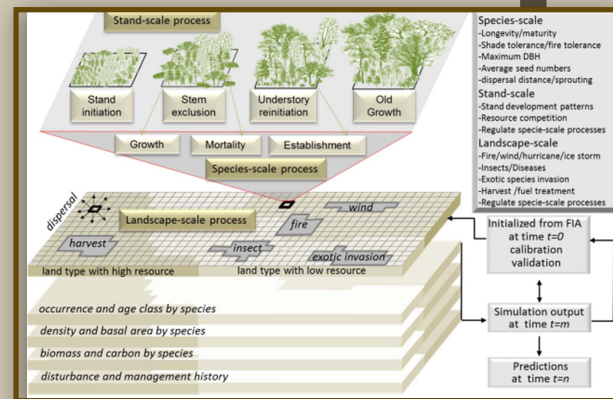 Stand-scale process
Stand
initiation
Stem
exclusion
Understory
reinitiation
Old
Growth
Growth
Mortality
Establishment
Species-scale process
dispersal
Landscape-scale process
wind
fire
harvest
insect
exotic invasion
land type with high resource
land type with low resource
occurrence and age class by species
density and basal area by species
biomass and carbon by species
disturbance and management history
Species-scale
-Longevity/maturity
-Shade tolerance/fire tolerance
-Maximum DBH
-Average seed numbers
-dispersal distance/sprouting
Stand-scale
-Stand development patterns
-Resource competition
-Regulate specie-scale processes
Landscape-scale
-Fire/wind/hurricane/ice storm
-Insects/Diseases
-Exotic species invasion
-Harvest /fuel treatment
-Regulate specie-scale processes
Initialized from FIA
at time t=0
calibration
validation
Simulation output
at time t=m
Predictions
at time t=n